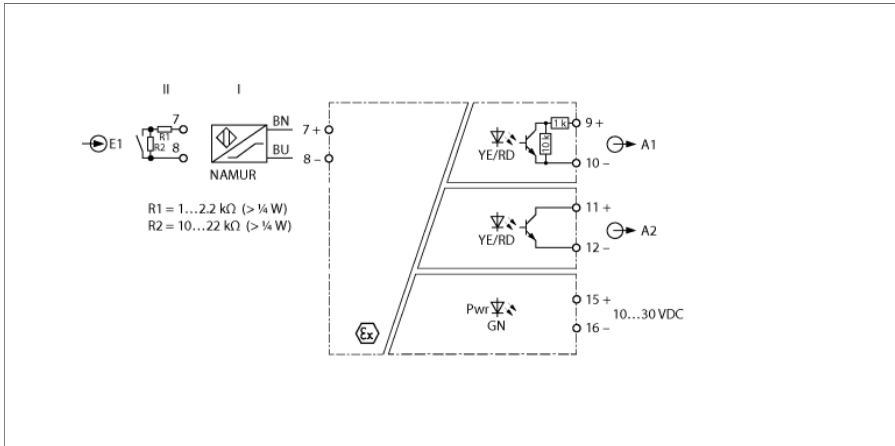 II
I
E1
7
8
R1
R2
BN
BU
NAMUR
7 +
8 –
R1 = 1…2.2 kΩ (> ¼ W)
R2 = 10…22 kΩ (> ¼ W)
1 k
10 k
YE/RD
9 +
10 –
A1
YE/RD
11 +
12 –
A2
Pwr
GN
15 +
16 –
10…30 VDC
Ex